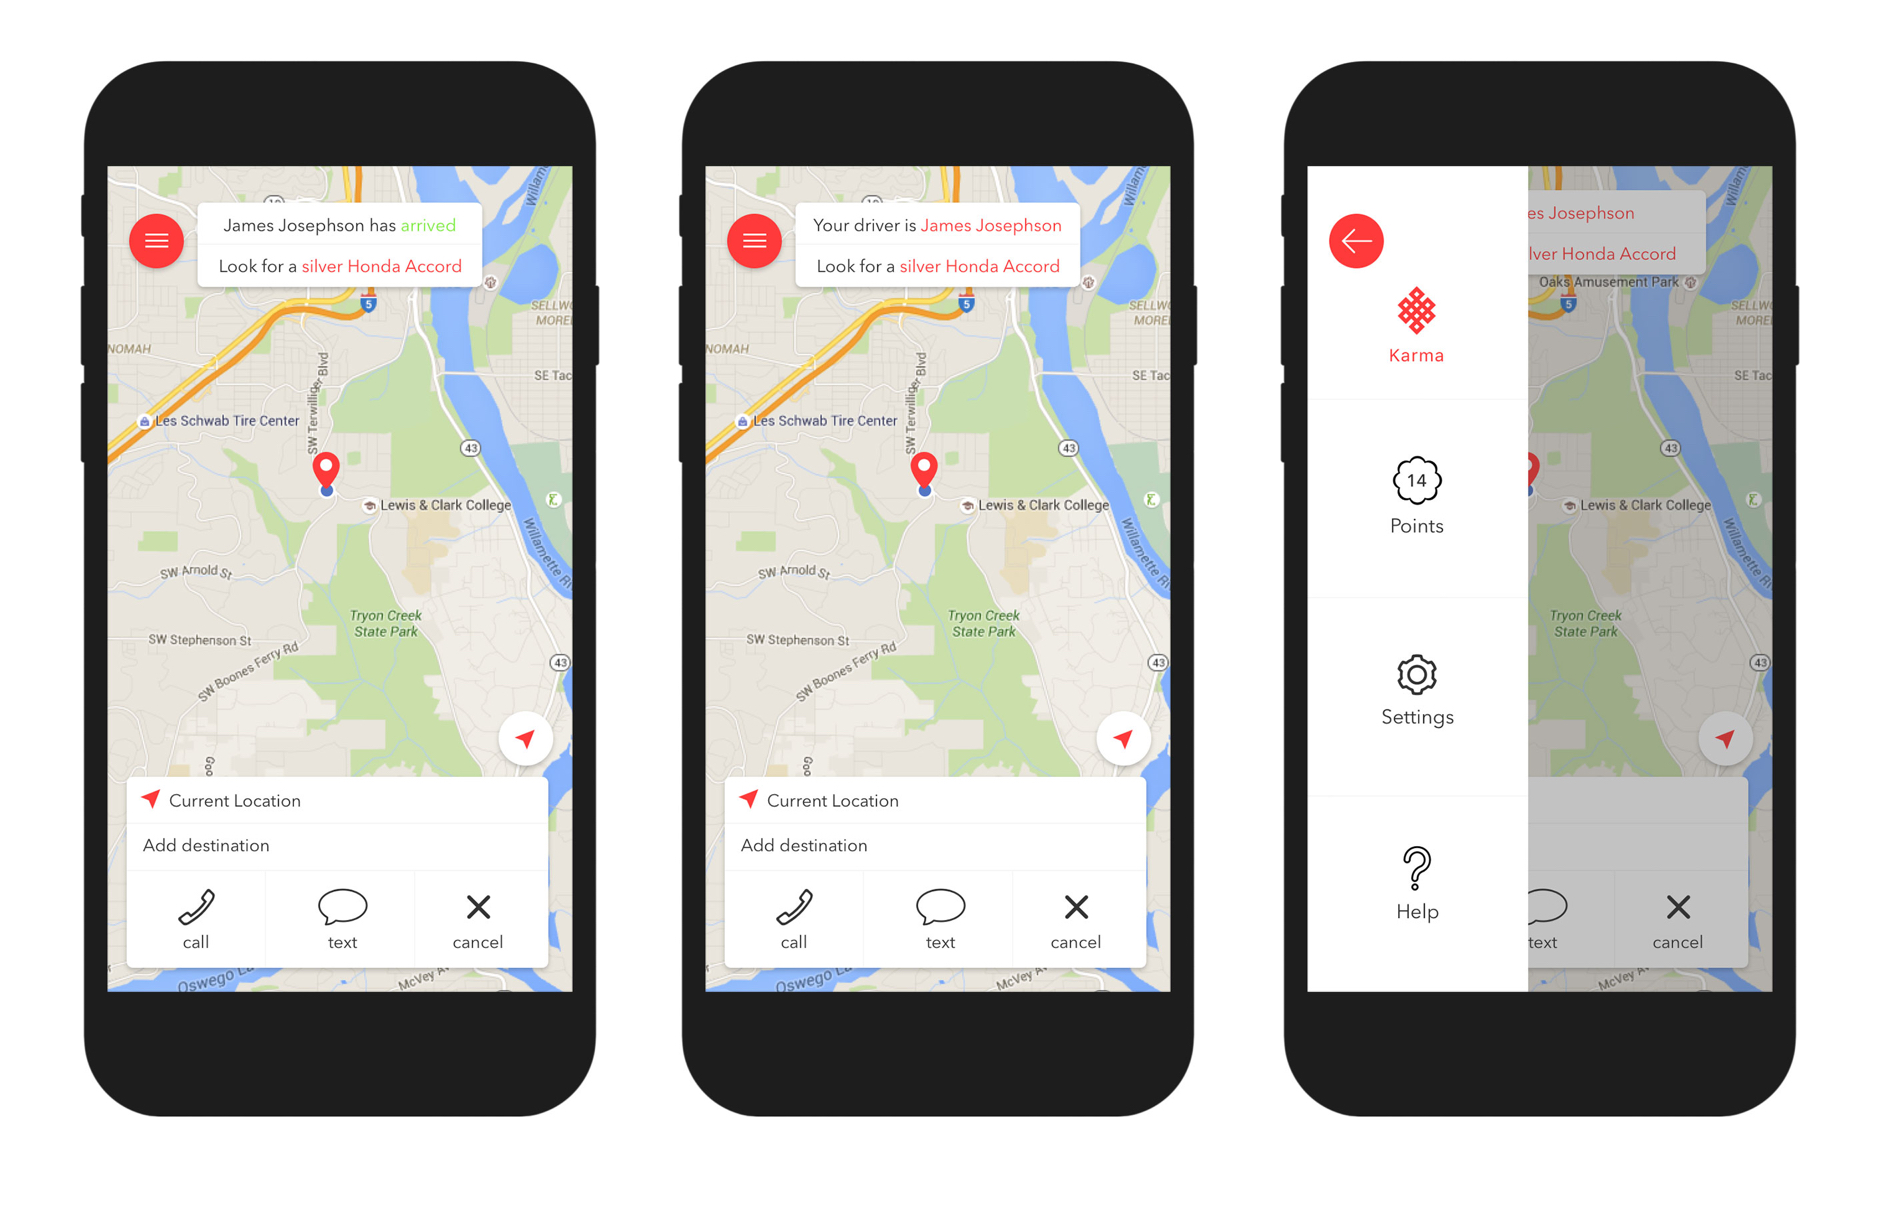 James Josephson has arrived
Look for a silver Honda Accord
5
SELLW
MORE
NOMAH
SW Terwilliger Blvd
SE Tac
Les Schwab Tire Center
43
Lewis & Clark College
Willamette Ri
SW Arnold St
Tryon Creek
State Park
SW Stephenson St
SW Boones Ferry Rd
43
Goo
Current Location
Add destination
call
text
cancel
Oswego La
McVey A
Your driver is James Josephson
Look for a silver Honda Accord
5
SELLW
MORE
NOMAH
SW Terwilliger Blvd
SE Tac
Les Schwab Tire Center
43
Lewis & Clark College
Willamette Ri
SW Arnold St
Tryon Creek
State Park
SW Stephenson St
SW Boones Ferry Rd
43
Goo
Current Location
Add destination
call
text
cancel
Oswego La
McVey A
Karma
14
Points
Settings
Help
es Josephson
lver Honda Accord
Oaks Amusement Park
5
SELLW
MORE
SE Tac
43
Lewis & Clark College
Willamette Ri
Tryon Creek
State Park
43
text
cancel
McVey A